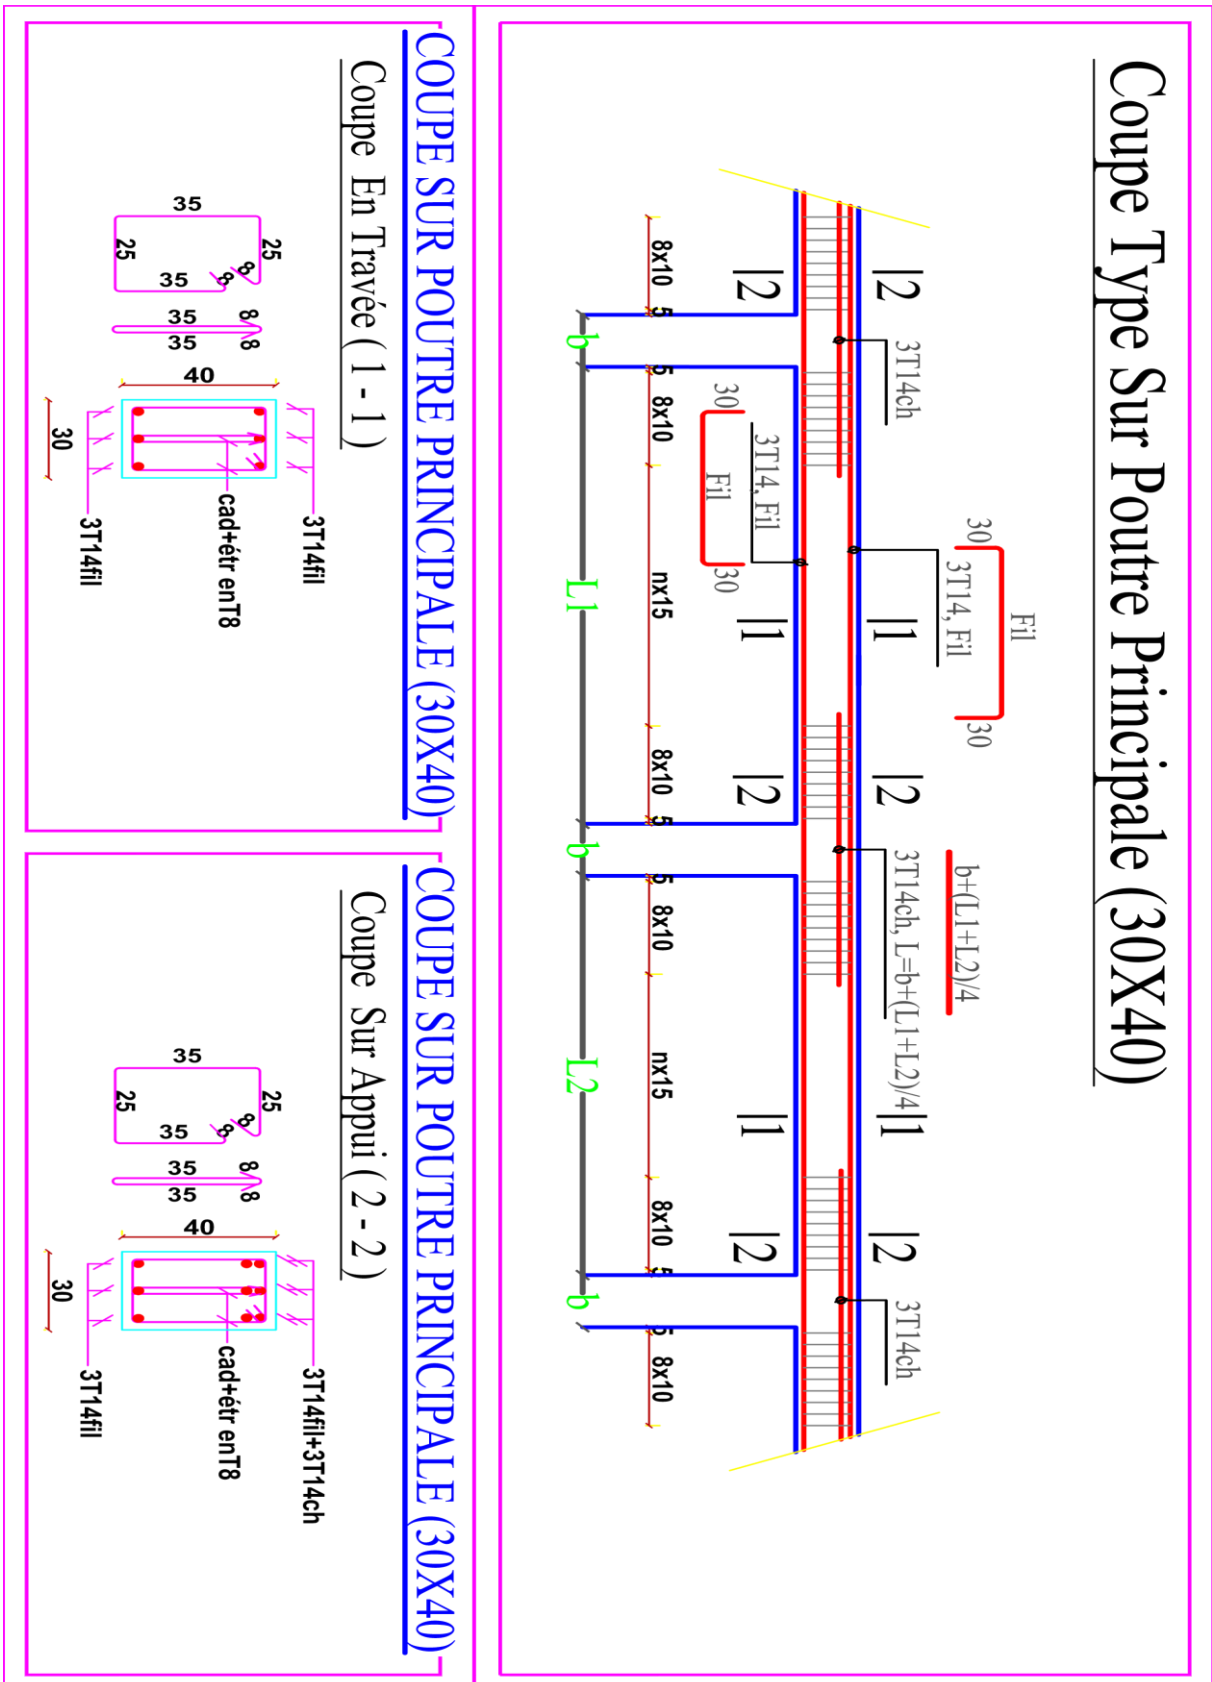 Coupe Type Sur Poutre Principale (30X40)
Fil
30
30
3T14, Fil
b+(L1+L2)/4
3T14ch
3T14ch, L=b+(L1+L2)/4
3T14ch
|2
|1
|2
|1
|2
|2
|1
|2
|1
|2
3T14, Fil
30
30
Fil
8x10
5
5
8x10
nx15
8x10
5
5
8x10
nx15
8x10
5
5
8x10
b
L1
b
L2
b
COUPE SUR POUTRE PRINCIPALE (30X40)
Coupe En Travée ( 1 - 1 )
35
25
25
35
8
8
35
35
8
8
40
30
3T14fil
cad+étr enT8
3T14fil
COUPE SUR POUTRE PRINCIPALE (30X40)
Coupe Sur Appui ( 2 - 2 )
35
25
25
35
8
8
35
35
8
8
40
30
3T14fil+3T14ch
cad+étr enT8
3T14fil